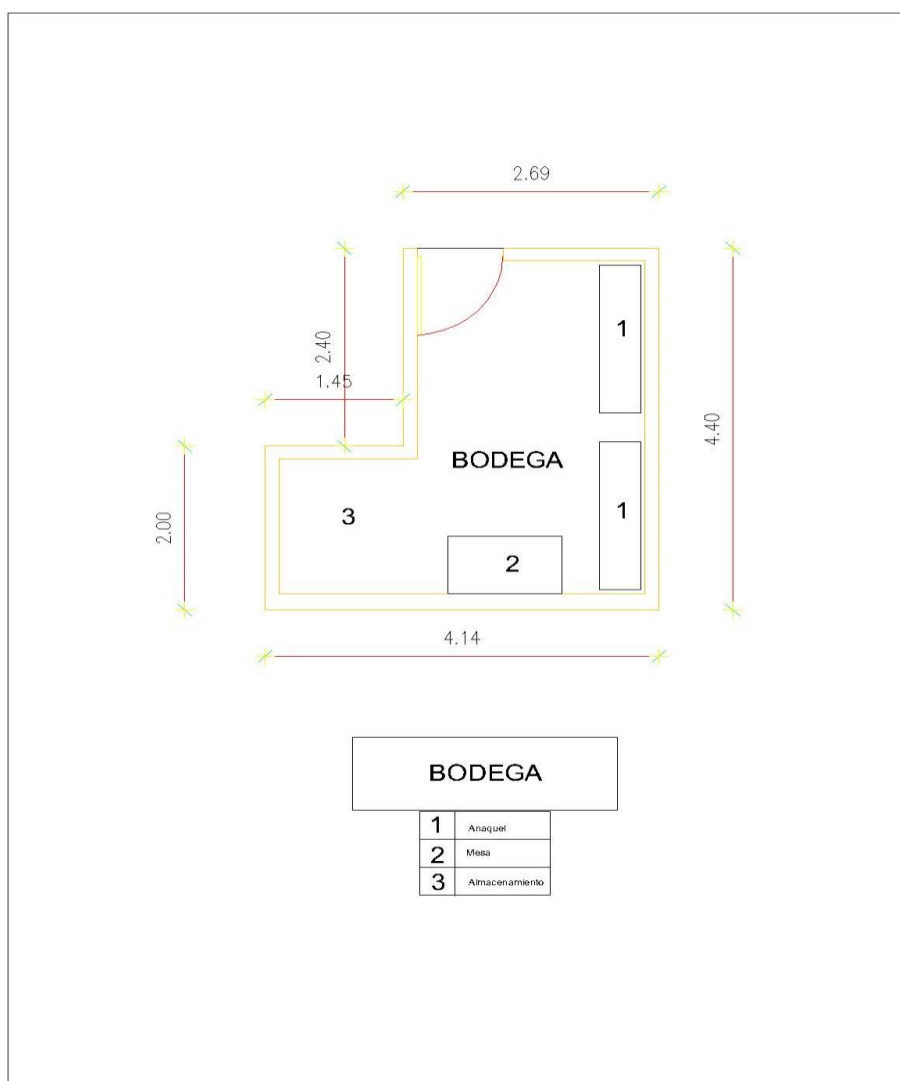 2.69
2.40
1
1.45
4.40
BODEGA
2.00
3
1
2
4.14
BODEGA
1 Anaquel
2 Mesa
3 Almacenamiento